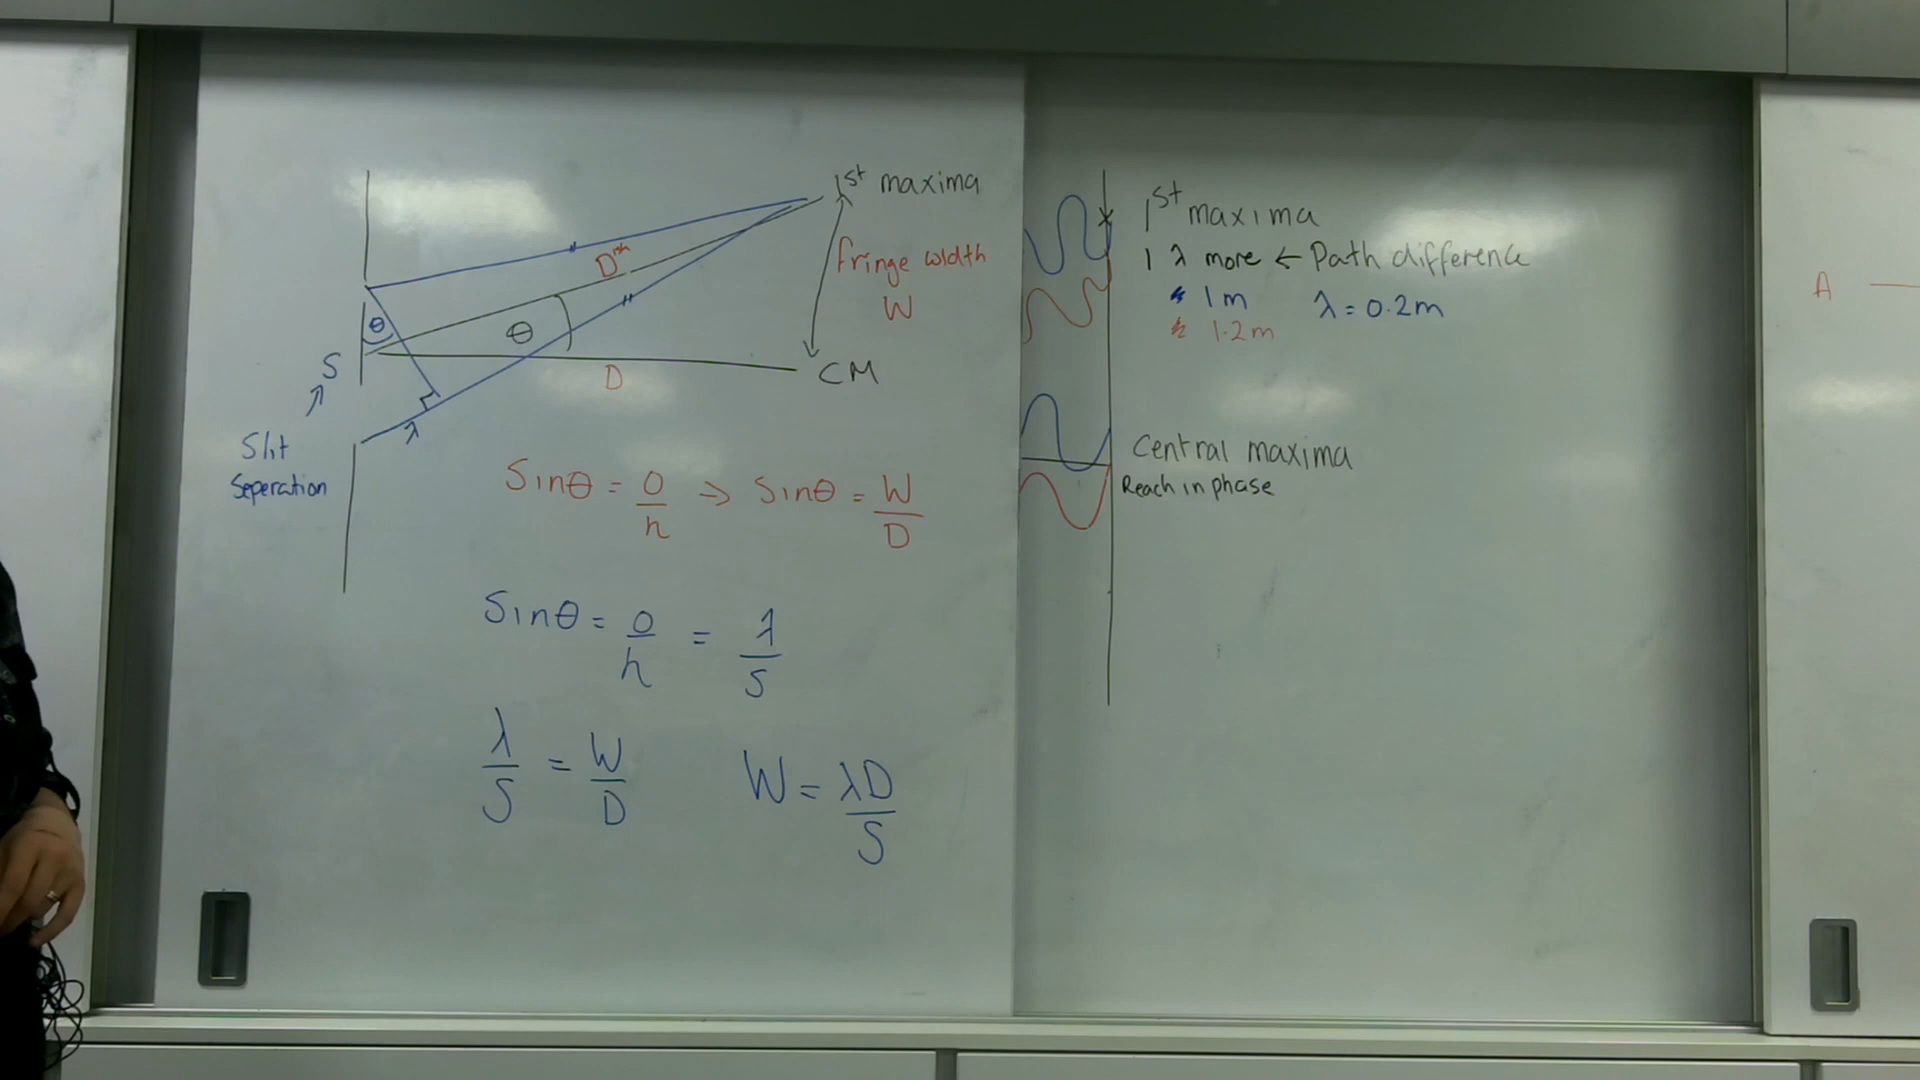 1st maxima
Fringe width
W
D
θ
θ
S
D
CM
λ
Slit
Seperation
Sinθ = o/h → Sinθ = W/D
Sinθ = o/h = λ/s
λ/S = W/D
W = λD/S
1st maxima
1 λ more ← Path difference
1m λ = 0.2m
1.2m
Central maxima
Reach in phase
A